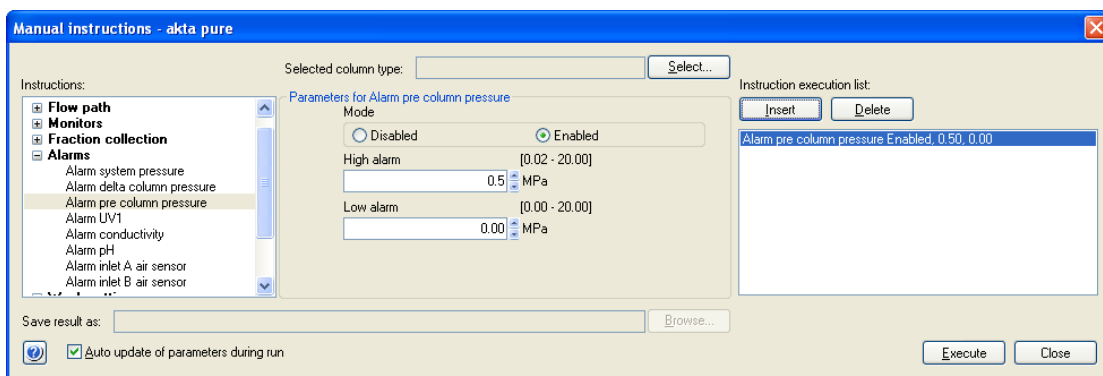 Manual instructions - akta pure
Selected column type:
Select...
Instructions:
Flow path
Monitors
Fraction collection
Alarms
Alarm system pressure
Alarm delta column pressure
Alarm pre column pressure
Alarm UV1
Alarm conductivity
Alarm pH
Alarm inlet A air sensor
Alarm inlet B air sensor
Parameters for Alarm pre column pressure
Mode
Disabled Enabled
High alarm [0.02 - 20.00]
0.5 MPa
Low alarm [0.00 - 20.00]
0.00 MPa
Instruction execution list:
Insert Delete
Alarm pre column pressure Enabled, 0.50, 0.00
Save result as:
Browse...
Auto update of parameters during run
Execute Close